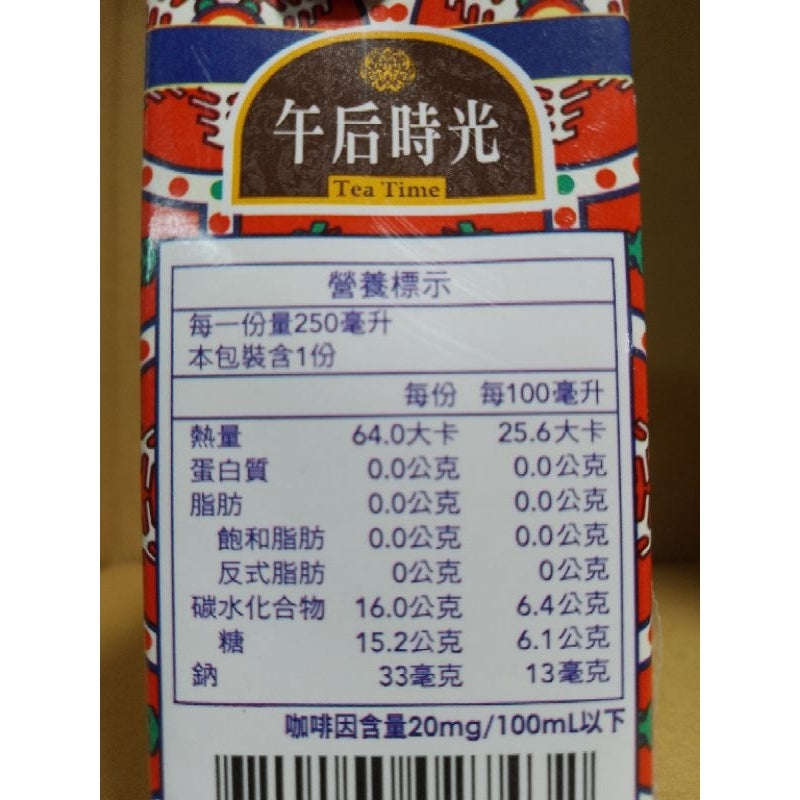 午后時光
Tea Time
營養標示
每一份量250毫升
本包裝含1份
每份 每100毫升
熱量 64.0大卡 25.6大卡
蛋白質 0.0公克 0.0公克
脂肪 0.0公克 0.0公克
飽和脂肪 0.0公克 0.0公克
反式脂肪 0公克 0公克
碳水化合物 16.0公克 6.4公克
糖 15.2公克 6.1公克
鈉 33毫克 13毫克
咖啡因含量20mg/100mL以下